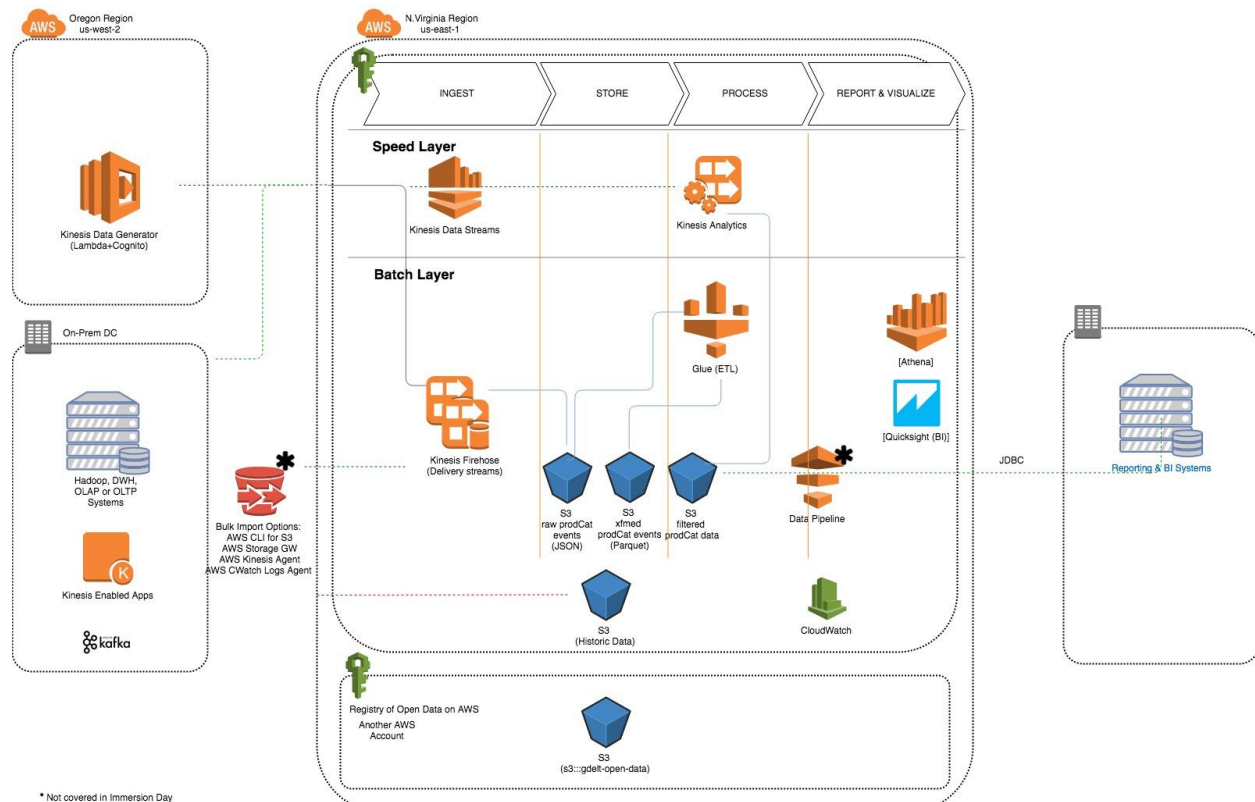 Oregon Region
us-west-2
AWS
N.Virginia Region
us-east-1
AWS
INGEST
STORE
PROCESS
REPORT & VISUALIZE
Speed Layer
Kinesis Data Generator
(Lambda+Cognito)
Kinesis Data Streams
Kinesis Analytics
Batch Layer
On-Prem DC
Glue (ETL)
[Athena]
[Quicksight (BI)]
Hadoop, DWH,
OLAP or OLTP
Systems
Kinesis Firehose
(Delivery streams)
JDBC
Reporting & BI Systems
*
Bulk Import Options:
AWS CLI for S3
AWS Storage GW
AWS Kinesis Agent
AWS CWatch Logs Agent
S3
raw prodCat
events
(JSON)
S3
xfmed
prodCat events
(Parquet)
S3
filtered
prodCat data
*
Data Pipeline
K
Kinesis Enabled Apps
kafka
S3
(Historic Data)
CloudWatch
Registry of Open Data on AWS
Another AWS
Account
S3
(s3:::gdelt-open-data)
* Not covered in Immersion Day